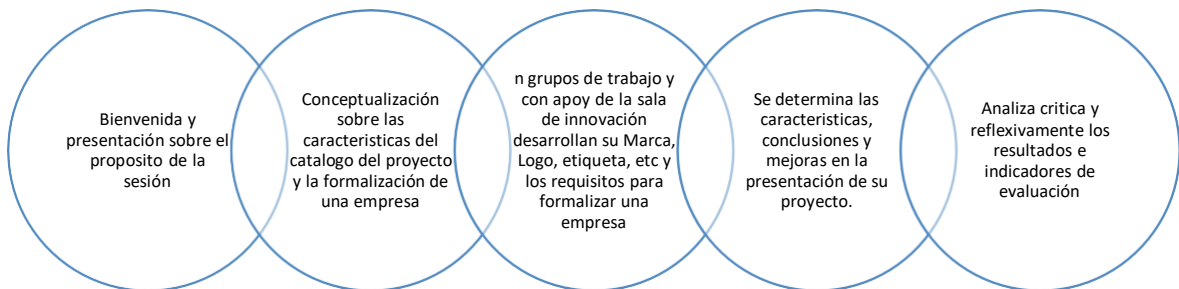 Bienvenida y
presentación sobre el
proposito de la
sesión
Conceptualización
sobre las
caracteristicas del
catalogo del proyecto
y la formalización de
una empresa
n grupos de trabajo y
con apoy de la sala
de innovación
desarrollan su Marca,
Logo, etiqueta, etc y
los requisitos para
formalizar una
empresa
Se determina las
caracteristicas,
conclusiones y
mejoras en la
presentación de su
proyecto.
Analiza critica y
reflexivamente los
resultados e
indicadores de
evaluación